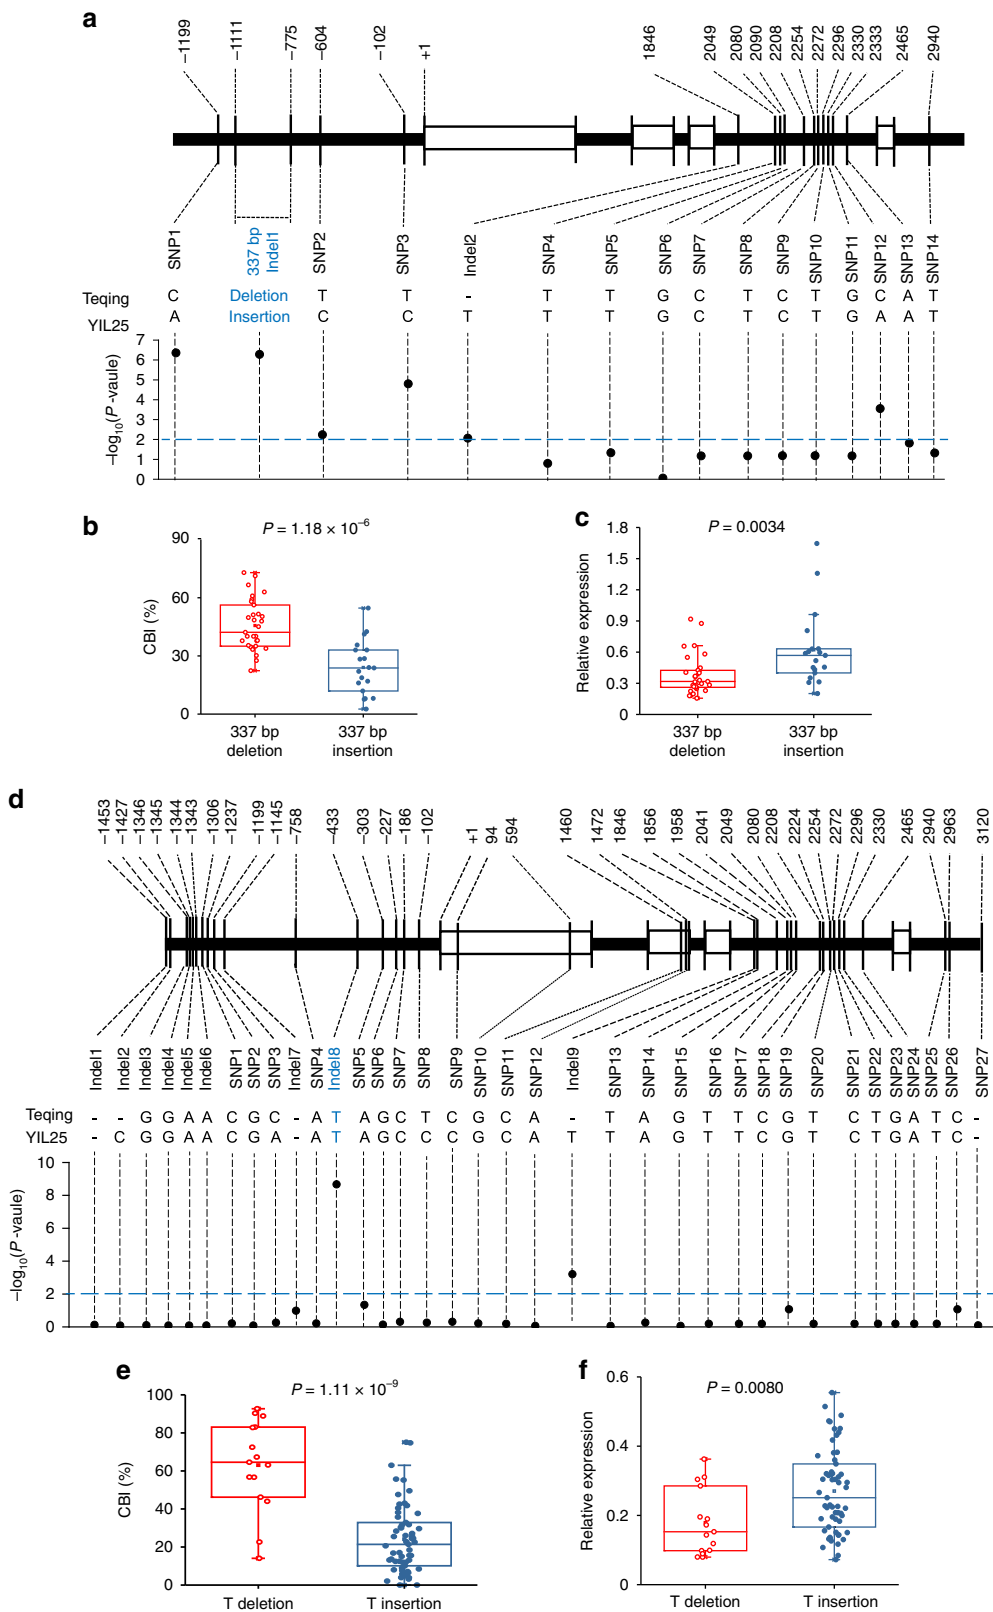 a
−1199 −1111 −775 −604 −102 +1 1846 2049 2080 2090 2208 2254 2272 2296 2330 2333 2465 2940
SNP1 337 bp Indel1 SNP2 SNP3 Indel2 SNP4 SNP5 SNP6 SNP7 SNP8 SNP9 SNP10 SNP11 SNP12 SNP13 SNP14
Teqing C Deletion T T - T T G C T C T G C A T
YIL25 A Insertion C C T T T G C T C T G A A T
−log10(P -vaule)
7
6
5
4
3
2
1
0
b
P = 1.18 × 10−6
CBI (%)
90
60
30
0
337 bp deletion
337 bp insertion
c
P = 0.0034
Relative expression
1.8
1.5
1.2
0.9
0.6
0.3
0
337 bp deletion
337 bp insertion
d
−1453 −1427 −1346 −1345 −1344 −1343 −1306 −1237 −1199 −1145 −758 −433 −303 −227 −186 −102 +1 94 594 1460 1472 1846 1856 1958 2041 2049 2080 2208 2224 2254 2272 2296 2330 2465 2940 2963 3120
Indel1 Indel2 Indel3 Indel4 Indel5 Indel6 SNP1 SNP2 SNP3 Indel7 SNP4 Indel8 SNP5 SNP6 SNP7 SNP8 SNP9 SNP10 SNP11 SNP12 Indel9 SNP13 SNP14 SNP15 SNP16 SNP17 SNP18 SNP19 SNP20 SNP21 SNP22 SNP23 SNP24 SNP25 SNP26 SNP27
Teqing - - G G A A C G C - A T A G C T C G C A - T A G T T C G T C T G A T C -
YIL25 - C G G A A C G A - A T A G C C C G C A T T A G T T C G T C T G A T C -
−log10(P -vaule)
10
8
6
4
2
0
e
P = 1.11 × 10−9
CBI (%)
100
80
60
40
20
0
T deletion
T insertion
f
P = 0.0080
Relative expression
0.6
0.4
0.2
0
T deletion
T insertion